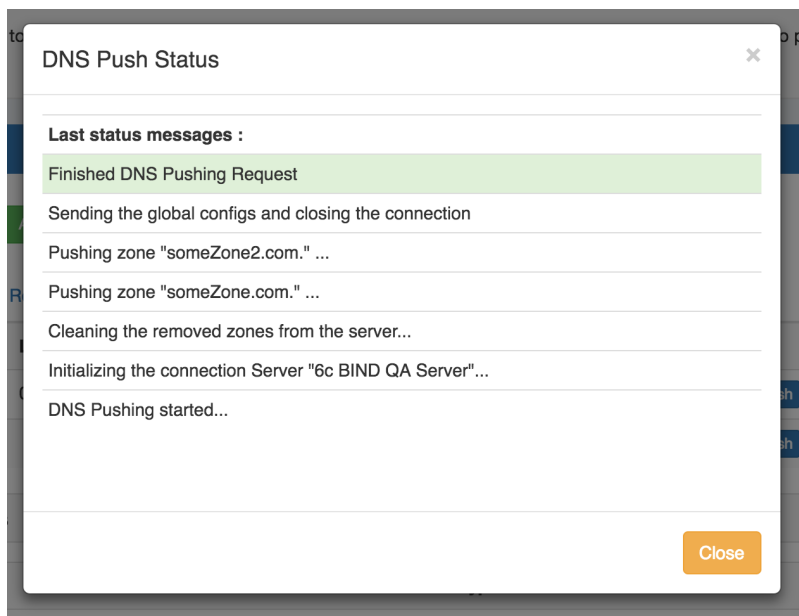 DNS Push Status
×
Last status messages :
Finished DNS Pushing Request
Sending the global configs and closing the connection
Pushing zone "someZone2.com." ...
Pushing zone "someZone.com." ...
Cleaning the removed zones from the server...
Initializing the connection Server "6c BIND QA Server"...
DNS Pushing started...
Close